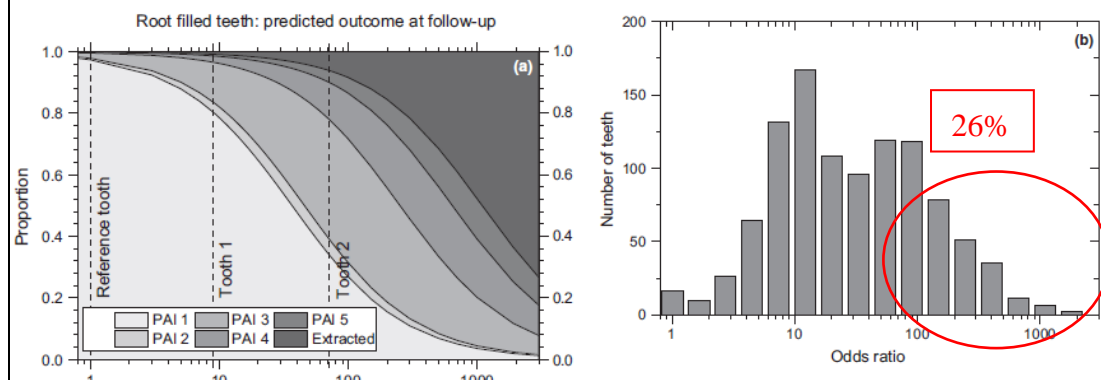 Root filled teeth: predicted outcome at follow-up
1 10 100 1000
1.0 1.0
0.8 0.8
0.6 0.6
0.4 0.4
0.2 0.2
0.0 0.0
Proportion
(a)
Reference tooth
Tooth 1
Tooth 2
PAI 1 PAI 3 PAI 5
PAI 2 PAI 4 Extracted
(b)
200
150
100
50
0
Number of teeth
26%
1 10 100 1000
Odds ratio